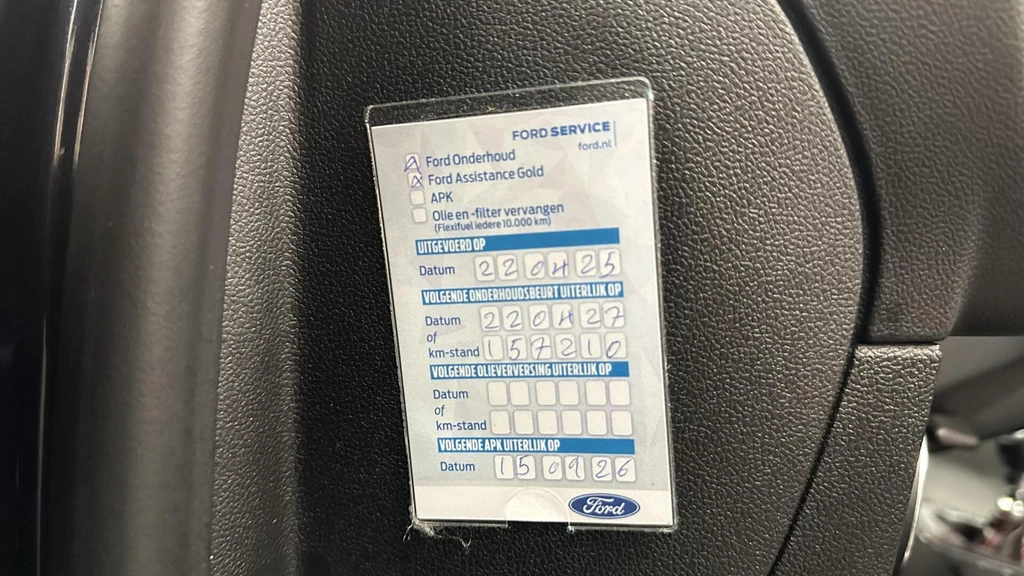 FORD SERVICE
ford.nl
Ford Onderhoud
Ford Assistance Gold
APK
Olie en -filter vervangen
(Flexifuel iedere 10.000 km)
UITGEVOERD OP
Datum 220425
VOLGENDE ONDERHOUDSBEURT UITERLIJK OP
Datum 220427
of
km-stand 157210
VOLGENDE OLIEVERVERSING UITERLIJK OP
Datum
of
km-stand
VOLGENDE APK UITERLIJK OP
Datum 150926
Ford